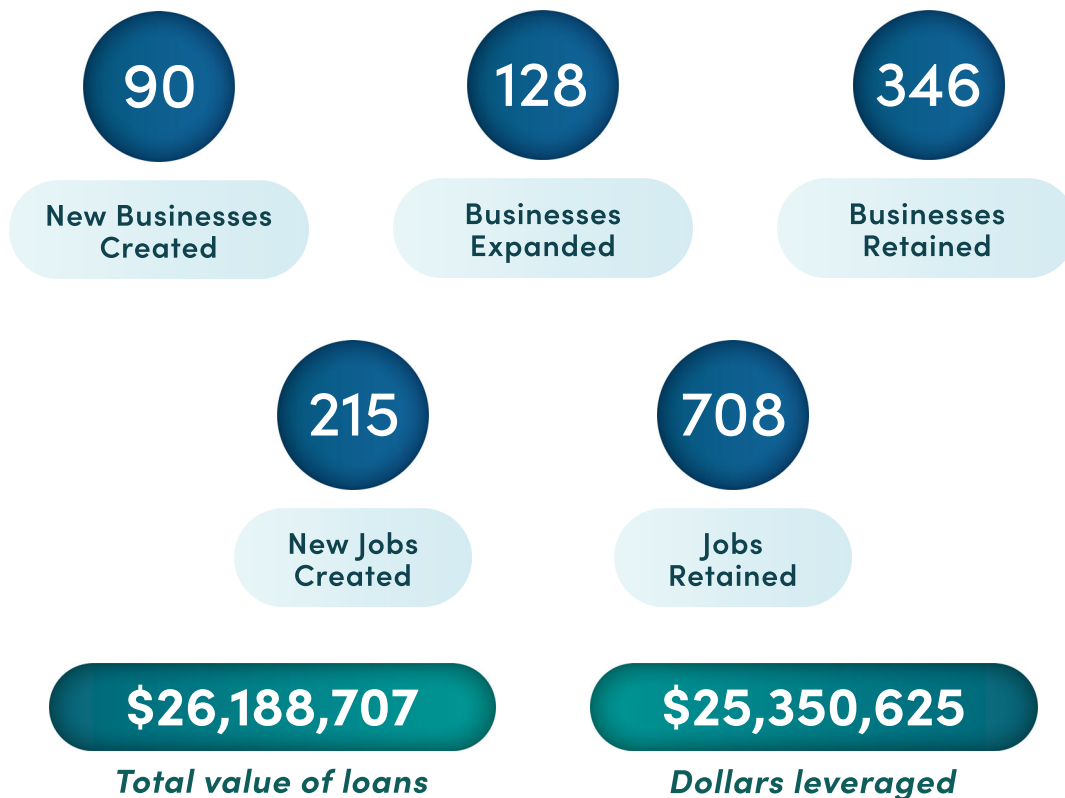 90
New Businesses
Created
128
Businesses
Expanded
346
Businesses
Retained
215
New Jobs
Created
708
Jobs
Retained
$26,188,707
Total value of loans
$25,350,625
Dollars leveraged